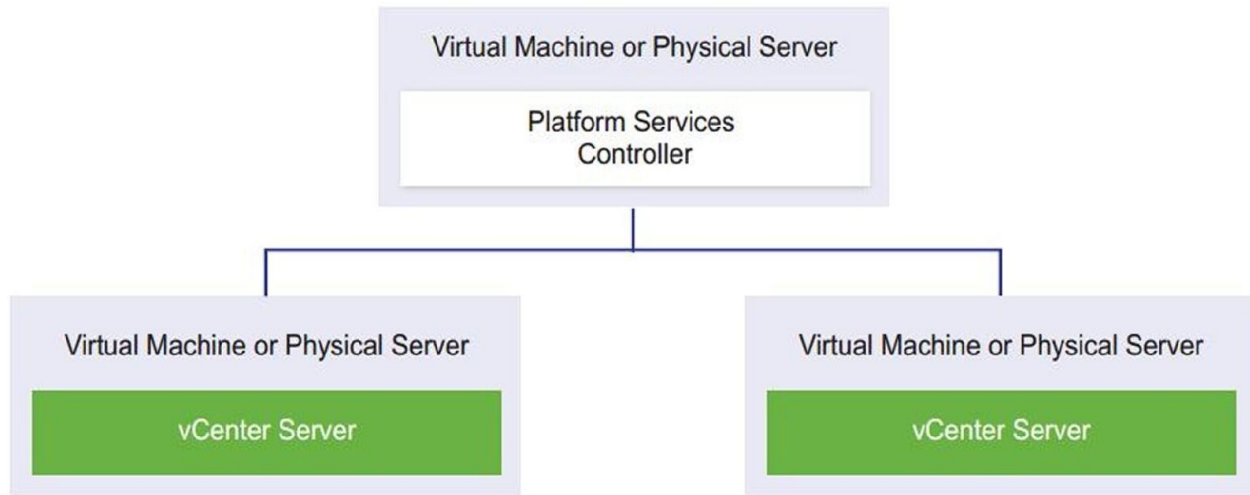 Virtual Machine or Physical Server
Platform Services
Controller
Virtual Machine or Physical Server
vCenter Server
Virtual Machine or Physical Server
vCenter Server